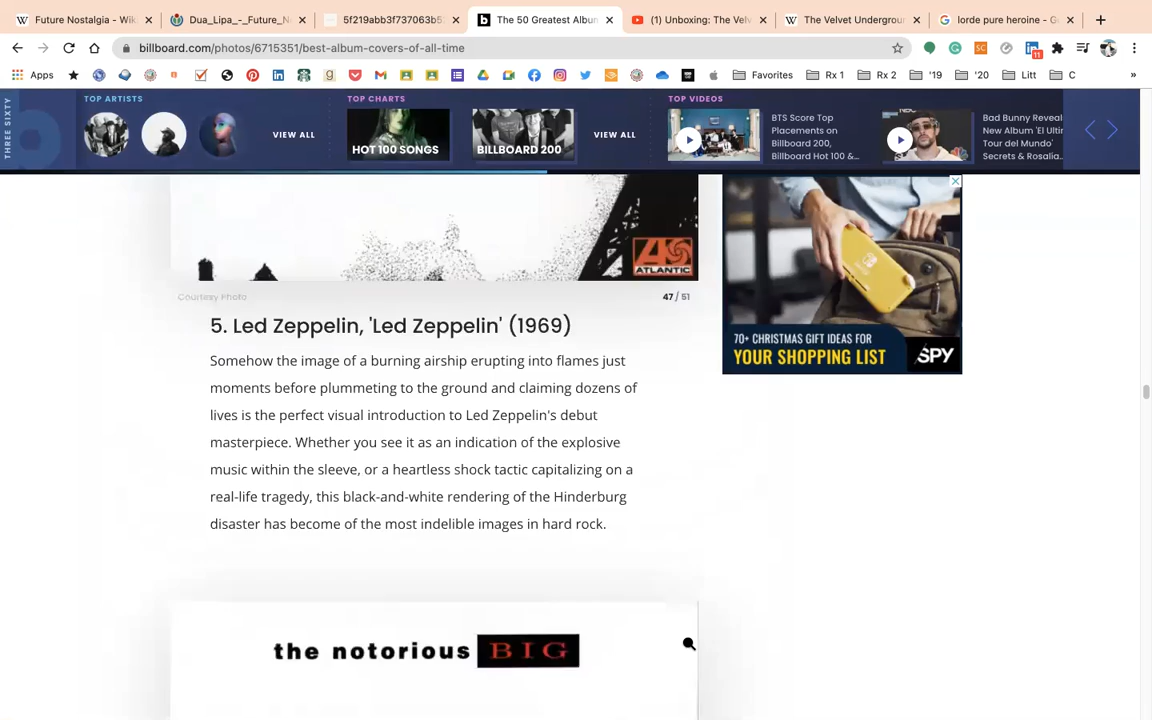 Future Nostalgia - Wik
Dua_Lipa_-_Future_N
5f219abb3f737063b5
The 50 Greatest Albu
(1) Unboxing: The Vel
The Velvet Undergrou
lorde pure heroine - G
billboard.com/photos/6715351/best-album-covers-of-all-time
11
Apps
Favorites
Rx 1
Rx 2
'19
'20
Litt
C
»
THREE SIXTY
TOP ARTISTS
VIEW ALL
TOP CHARTS
HOT 100 SONGS
BILLBOARD 200
VIEW ALL
TOP VIDEOS
BTS Score Top
Placements on
Billboard 200,
Billboard Hot 100 &...
Bad Bunny Reveal
New Album 'El Últi
Tour del Mundo'
Secrets & Rosalía..
ATLANTIC
Courtesy Photo
47 / 51
5. Led Zeppelin, 'Led Zeppelin' (1969)
Somehow the image of a burning airship erupting into flames just
moments before plummeting to the ground and claiming dozens of
lives is the perfect visual introduction to Led Zeppelin's debut
masterpiece. Whether you see it as an indication of the explosive
music within the sleeve, or a heartless shock tactic capitalizing on a
real-life tragedy, this black-and-white rendering of the Hinderburg
disaster has become of the most indelible images in hard rock.
70+ CHRISTMAS GIFT IDEAS FOR
YOUR SHOPPING LIST
SPY
the notorious BIG